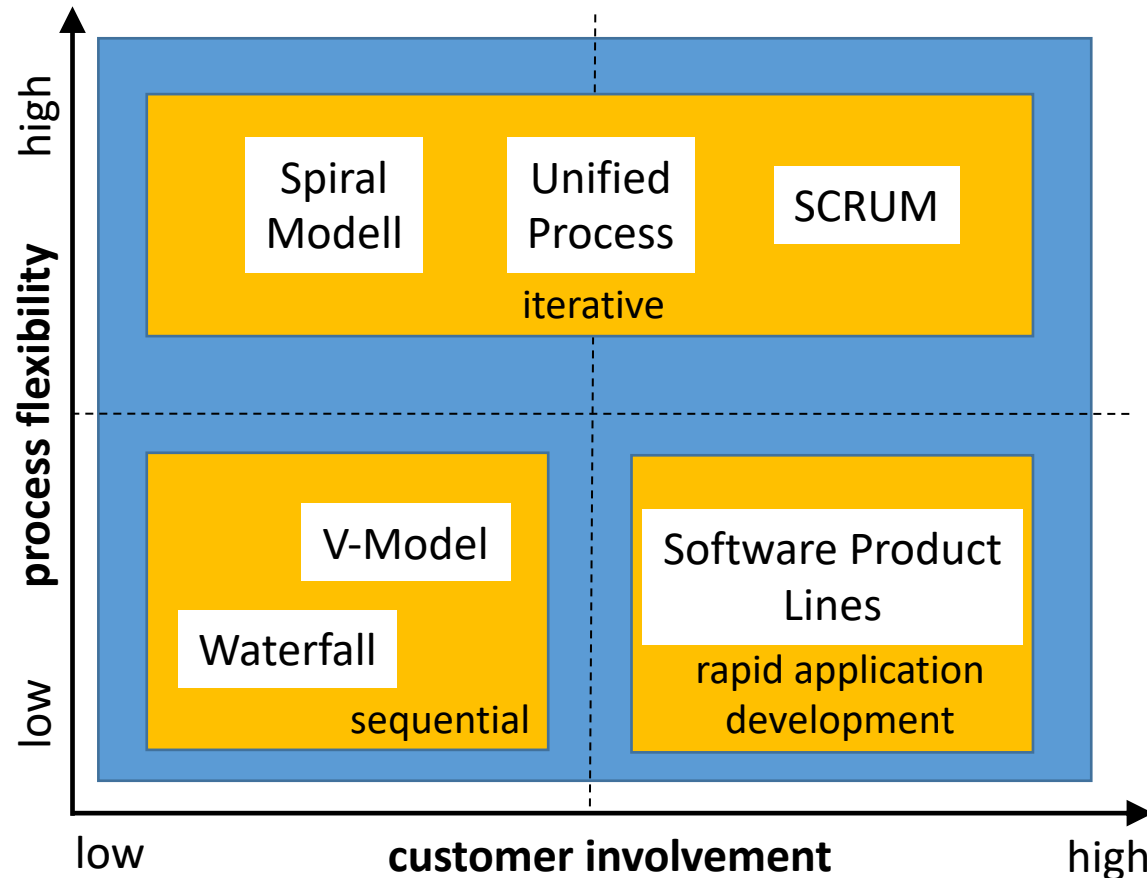 high
process flexibility
low
Spiral
Modell
Unified
Process
SCRUM
iterative
V-Model
Waterfall
sequential
Software Product
Lines
rapid application
development
low
customer involvement
high